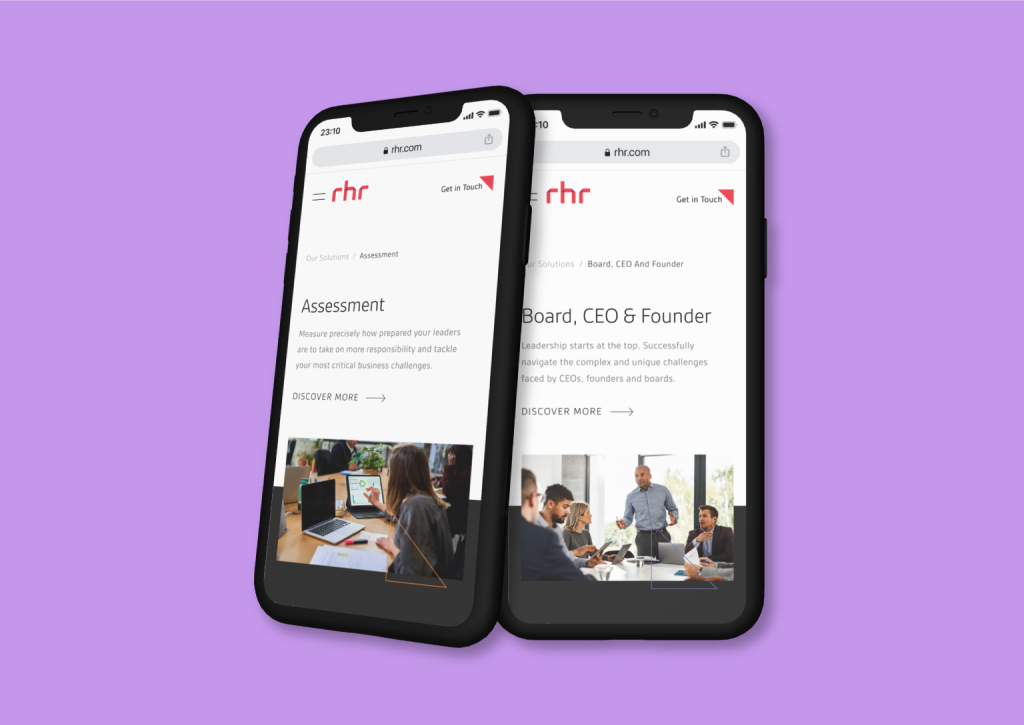 23:10
rhr.com
rhr
Get in Touch
Our Solutions / Assessment
Assessment
Measure precisely how prepared your leaders
are to take on more responsibility and tackle
your most critical business challenges.
DISCOVER MORE
:10
rhr.com
rhr
Get in Touch
Solutions / Board, CEO And Founder
Board, CEO & Founder
Leadership starts at the top. Successfully
navigate the complex and unique challenges
faced by CEOs, founders and boards.
DISCOVER MORE